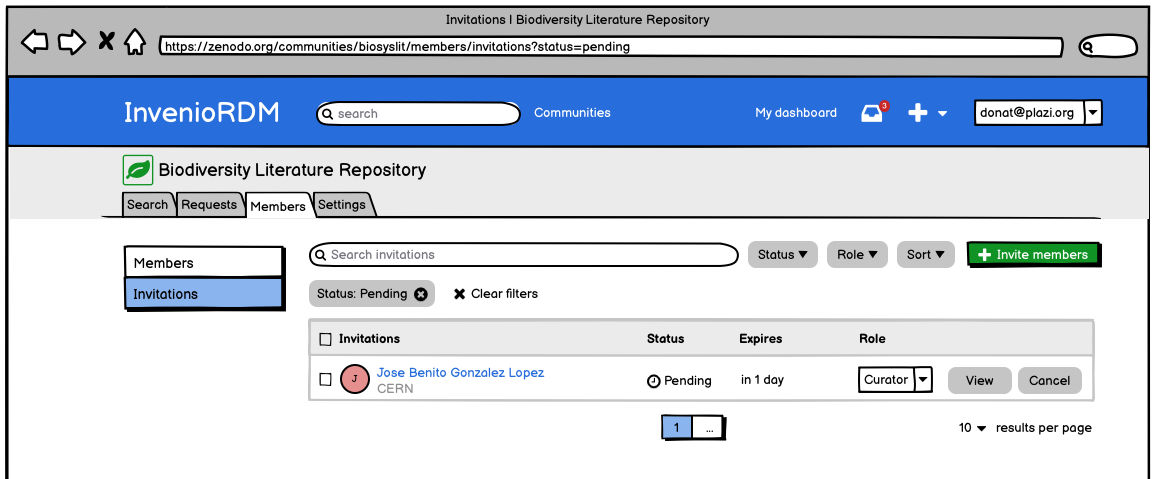 Invitations | Biodiversity Literature Repository
https://zenodo.org/communities/biosyslit/members/invitations?status=pending
InvenioRDM search Communities My dashboard 3 donat@plazi.org
Biodiversity Literature Repository
Search Requests Members Settings
Members
Invitations
Search invitations Status Role Sort Invite members
Status: Pending Clear filters
Invitations Status Expires Role
J Jose Benito Gonzalez Lopez Pending in 1 day Curator View Cancel
CERN
1 ... 10 results per page